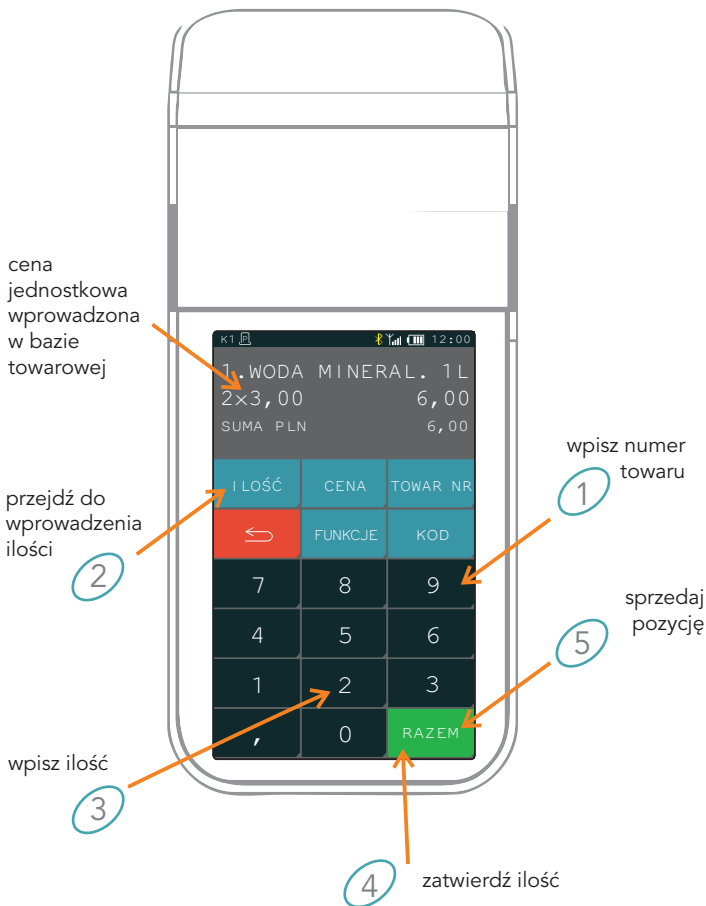 cena
jednostkowa
wprowadzona
w bazie
towarowej
K1 P 12:00
1.WODA MINERAL. 1L
2×3,00 6,00
SUMA PLN 6,00
wpisz numer
towaru
1
ILOŚĆ CENA TOWAR NR
przejdź do
wprowadzenia
ilości
2
FUNKCJE KOD
7 8 9
sprzedaj
pozycję
5
4 5 6
1 2 3
, 0 RAZEM
wpisz ilość
3
4
zatwierdź ilość